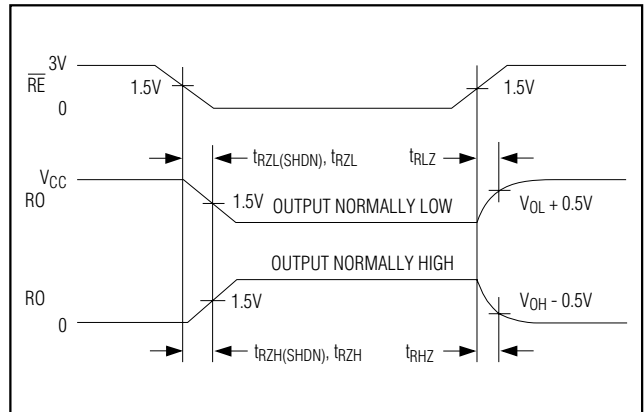 3V
RE
1.5V
1.5V
0
tRZL(SHDN), tRZL
tRLZ
VCC
RO
1.5V
OUTPUT NORMALLY LOW
VOL + 0.5V
OUTPUT NORMALLY HIGH
RO
1.5V
VOH - 0.5V
0
tRZH(SHDN), tRZH
tRHZ